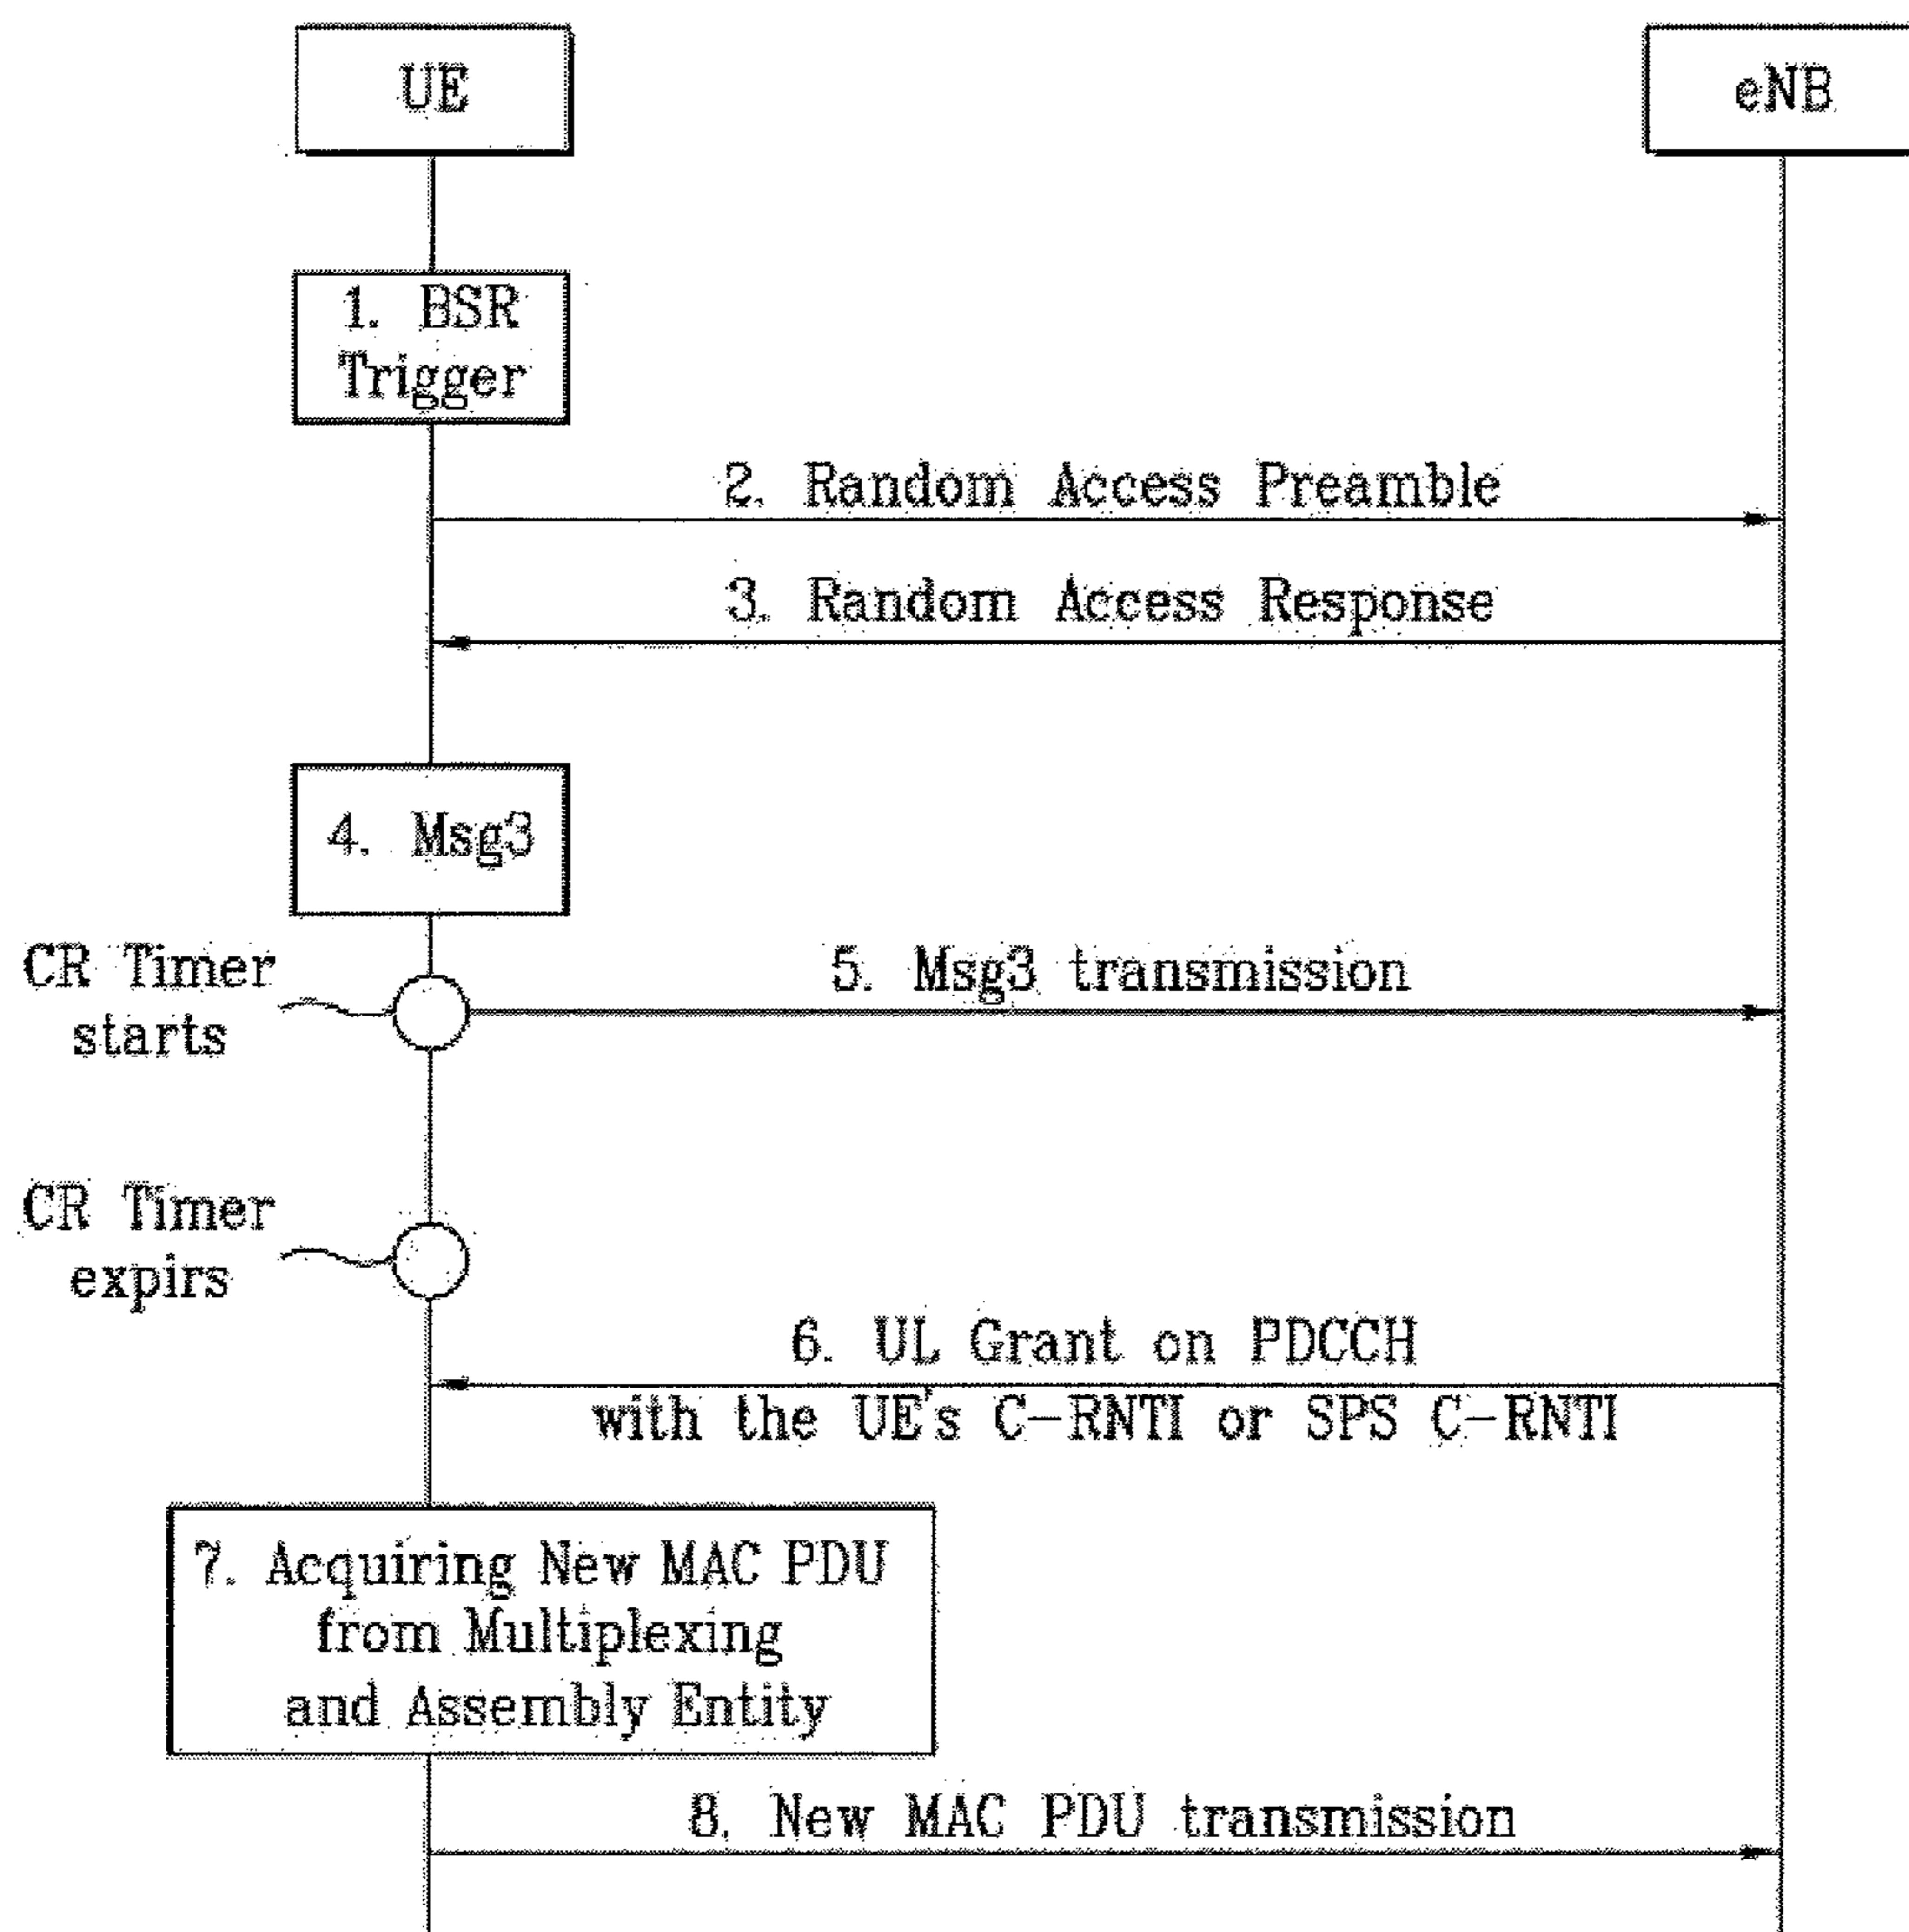 UE
eNB
1. BSR
Trigger
2. Random Access Preamble
3. Random Access Response
4. Msg3
CR Timer
starts
5. Msg3 transmission
CR Timer
expirs
6. UL Grant on PDCCH
with the UE's C-RNTI or SPS C-RNTI
7. Acquiring New MAC PDU
from Multiplexing
and Assembly Entity
8. New MAC PDU transmission